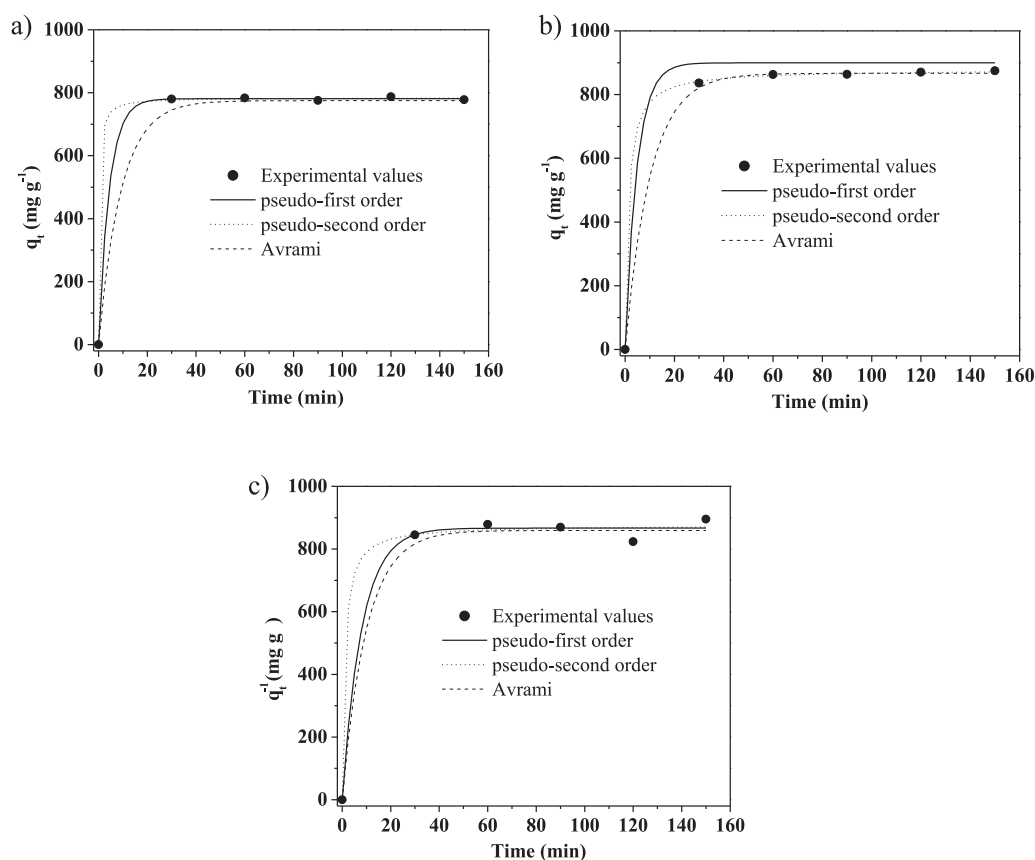 a)
1000
800
600
400
200
0
q_t (mg g⁻¹)
Experimental values
pseudo-first order
pseudo-second order
Avrami
0 20 40 60 80 100 120 140 160
Time (min)
b)
1000
800
600
400
200
0
q_t (mg g⁻¹)
Experimental values
pseudo-first order
pseudo-second order
Avrami
0 20 40 60 80 100 120 140 160
Time (min)
c)
1000
800
600
400
200
0
q_t⁻¹ (mg g )
Experimental values
pseudo-first order
pseudo-second order
Avrami
0 20 40 60 80 100 120 140 160
Time (min)